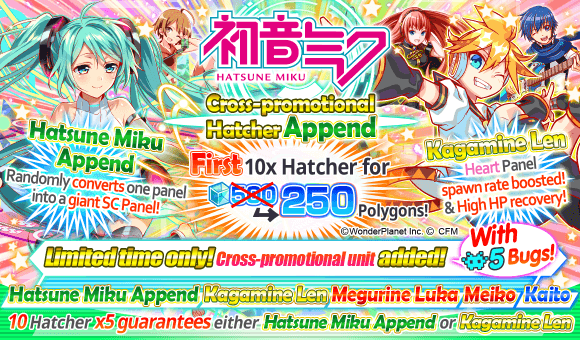 初音ミク
HATSUNE MIKU
Cross-promotional
Hatcher Append
Hatsune Miku
Append
Randomly converts one panel
into a giant SC Panel!
First 10x Hatcher for
500 → 250 Polygons!
Kagamine Len
Heart Panel
spawn rate boosted!
& High HP recovery!
©WonderPlanet Inc. © CFM
Limited time only! Cross-promotional unit added!
With
5 Bugs!
Hatsune Miku Append Kagamine Len Megurine Luka Meiko Kaito
10 Hatcher x5 guarantees either Hatsune Miku Append or Kagamine Len